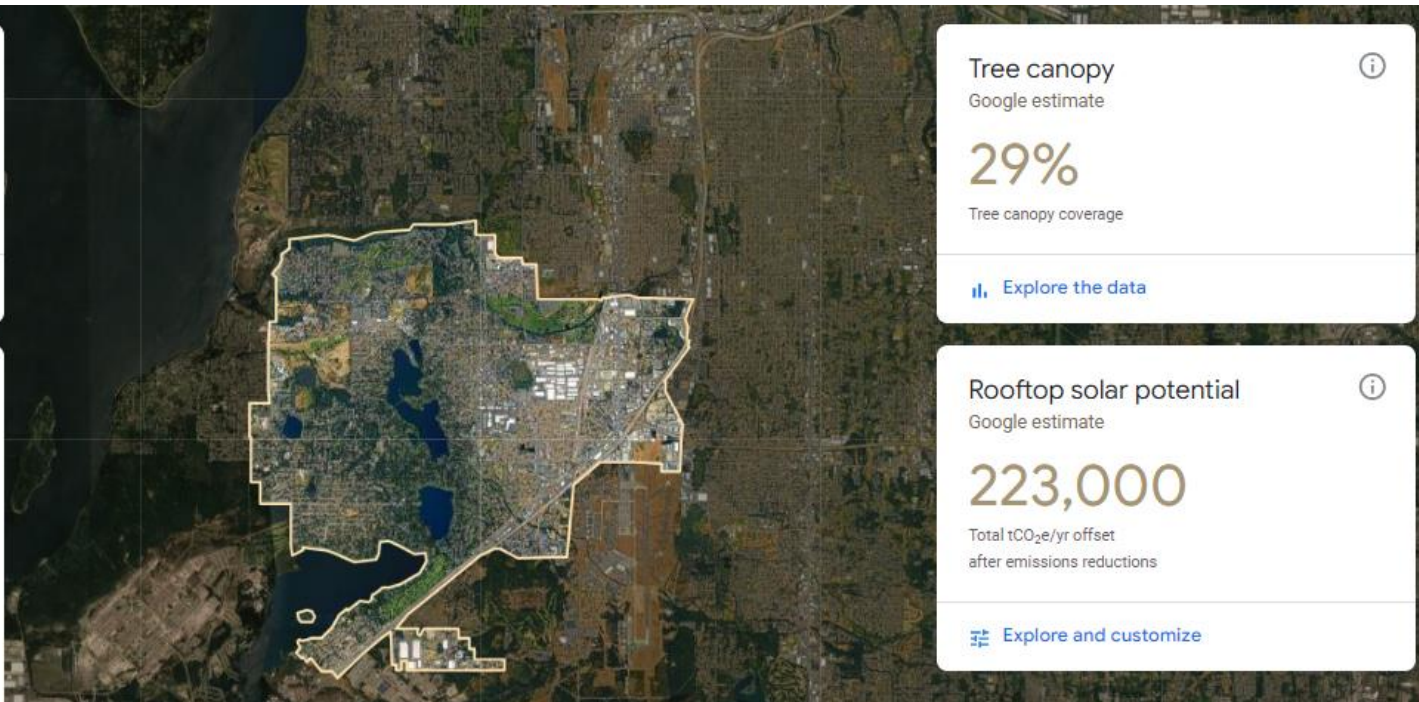 Tree canopy
Google estimate
29%
Tree canopy coverage
Explore the data
Rooftop solar potential
Google estimate
223,000
Total tCO₂e/yr offset
after emissions reductions
Explore and customize